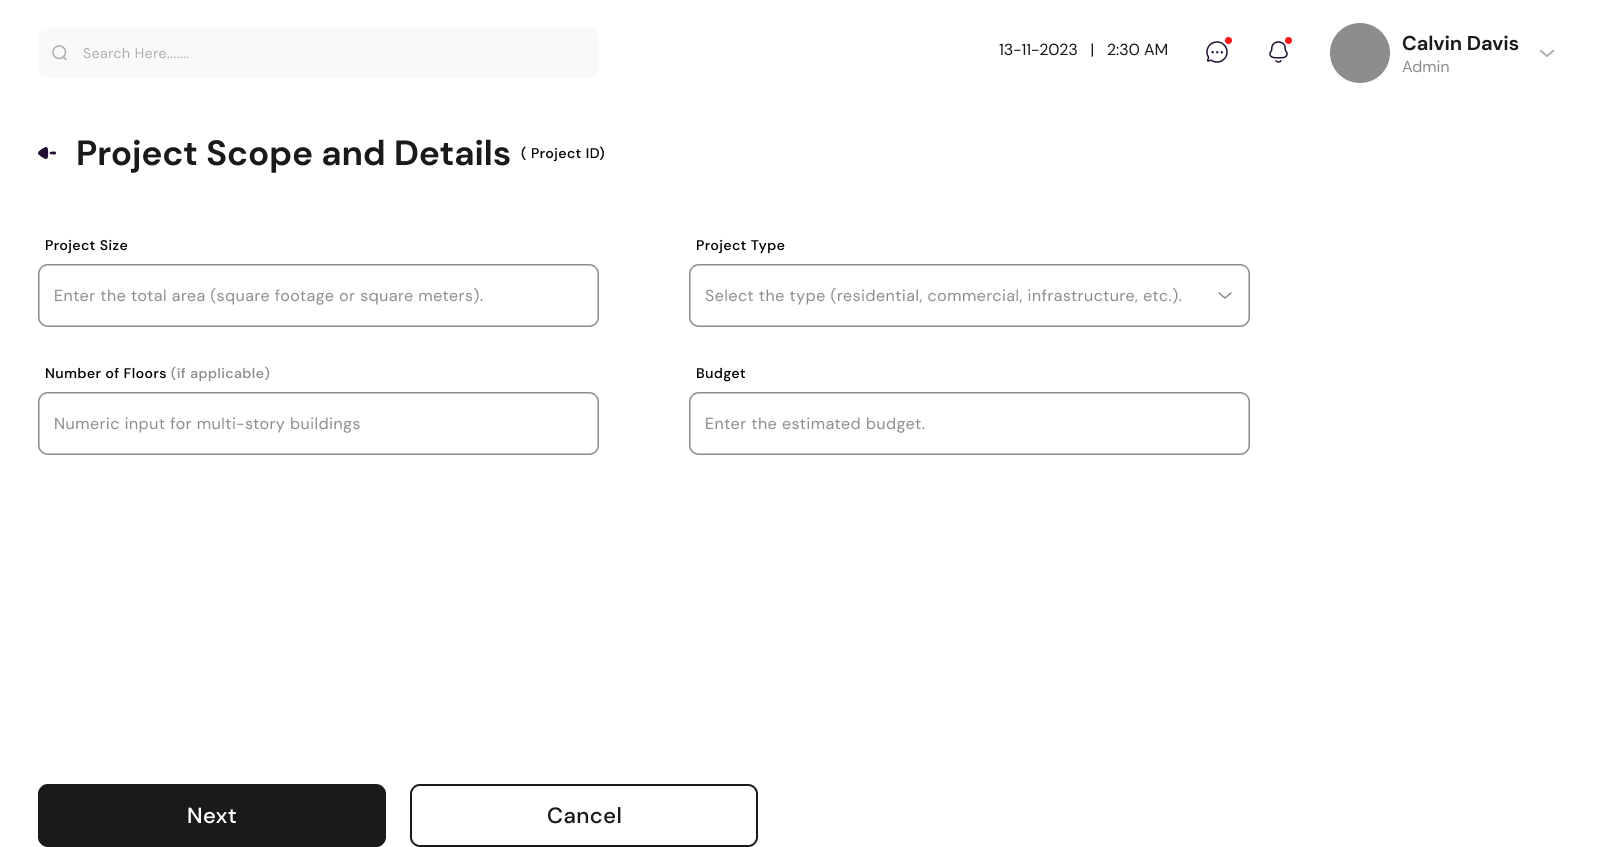 Search Here.......
13-11-2023 | 2:30 AM
Calvin Davis
Admin
Project Scope and Details ( Project ID)
Project Size
Enter the total area (square footage or square meters).
Project Type
Select the type (residential, commercial, infrastructure, etc.).
Number of Floors (if applicable)
Numeric input for multi-story buildings
Budget
Enter the estimated budget.
Next
Cancel